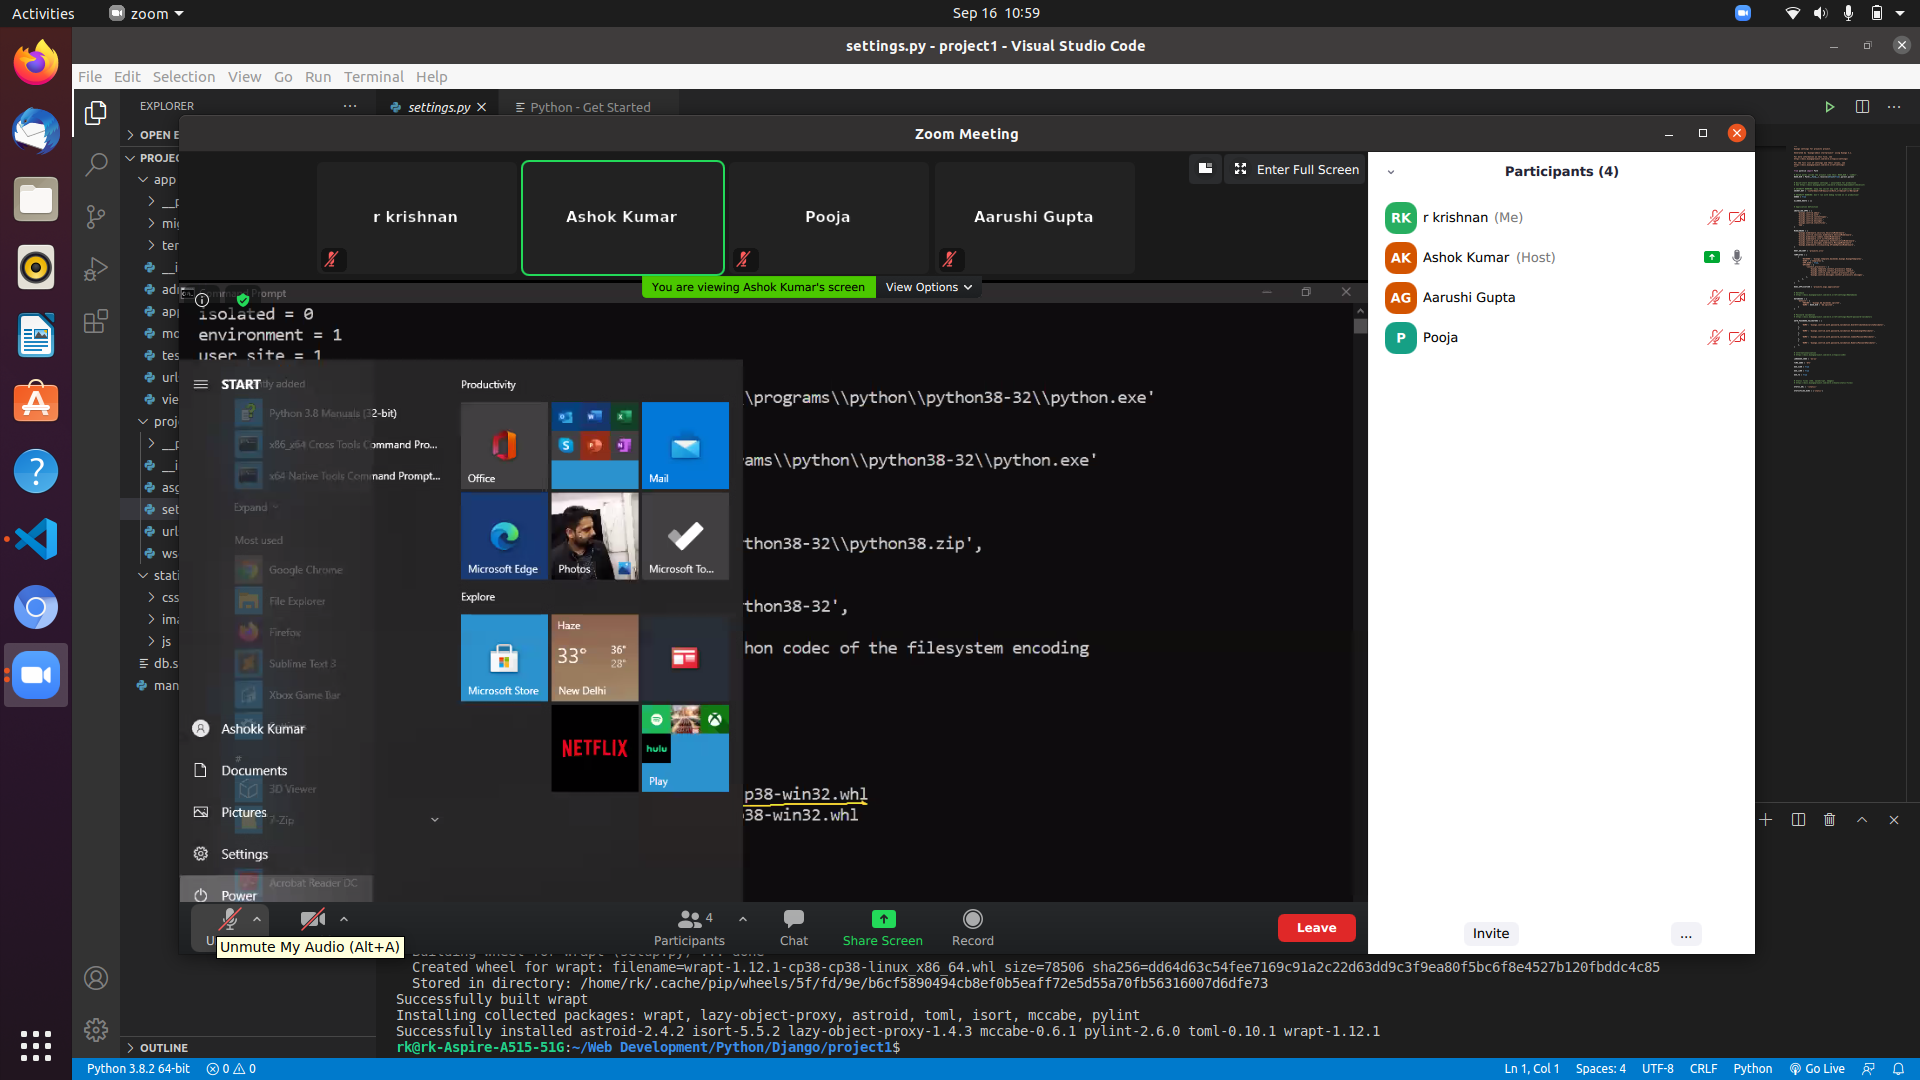 Activities
zoom
Sep 16 10:59
settings.py - project1 - Visual Studio Code
File Edit Selection View Go Run Terminal Help
EXPLORER
settings.py
Python - Get Started
OPEN E
PROJEC
app
mig
ter
adr
app
mo
tes
url
vie
proj
asg
set
url
ws
stati
css
ima
js
db.s
man
OUTLINE
Zoom Meeting
Enter Full Screen
r krishnan
Ashok Kumar
Pooja
Aarushi Gupta
You are viewing Ashok Kumar's screen
View Options
Command Prompt
isolated = 0
environment = 1
user site = 1
\\programs\\python\\python38-32\\python.exe'
ams\\python\\python38-32\\python.exe'
thon38-32\\python38.zip',
thon38-32',
hon codec of the filesystem encoding
p38-win32.whl
38-win32.whl
START
ntly added
Python 3.8 Manuals (32-bit)
x86_x64 Cross Tools Command Pro...
x64 Native Tools Command Prompt...
Expand
Most used
Google Chrome
File Explorer
Firefox
Sublime Text 3
Xbox Game Bar
Ashokk Kumar
#
Documents
3D Viewer
Pictures
7-Zip
Settings
Acrobat Reader DC
Power
Productivity
Office
Mail
Microsoft Edge
Photos
Microsoft To...
Explore
Microsoft Store
Haze
33°
36°
28°
New Delhi
NETFLIX
hulu
Play
Participants (4)
RK r krishnan (Me)
AK Ashok Kumar (Host)
AG Aarushi Gupta
P Pooja
Invite
...
Unmute My Audio (Alt+A)
4
Participants
Chat
Share Screen
Record
Leave
Building wheel for wrapt (setup.py) ... done
Created wheel for wrapt: filename=wrapt-1.12.1-cp38-cp38-linux_x86_64.whl size=78506 sha256=dd64d63c54fee7169c91a2c22d63dd9c3f9ea80f5bc6f8e4527b120fbddc4c85
Stored in directory: /home/rk/.cache/pip/wheels/5f/fd/9e/b6cf5890494cb8ef0b5eaff72e5d55a70fb56316007d6dfe73
Successfully built wrapt
Installing collected packages: wrapt, lazy-object-proxy, astroid, toml, isort, mccabe, pylint
Successfully installed astroid-2.4.2 isort-5.5.2 lazy-object-proxy-1.4.3 mccabe-0.6.1 pylint-2.6.0 toml-0.10.1 wrapt-1.12.1
rk@rk-Aspire-A515-51G:~/Web Development/Python/Django/project1$
Python 3.8.2 64-bit
0
0
Ln 1, Col 1
Spaces: 4
UTF-8
CRLF
Python
Go Live